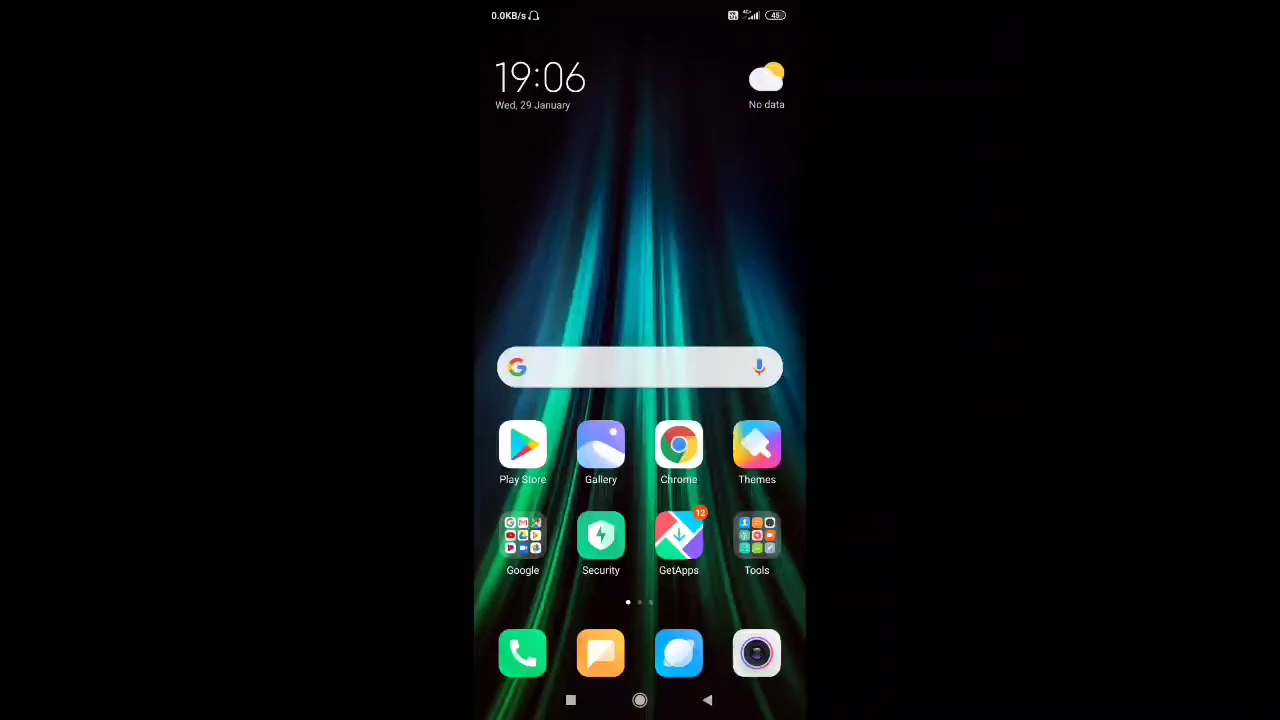 0.0KB/s
45
19:06
Wed, 29 January
No data
Play Store
Gallery
Chrome
Themes
12
Google
Security
GetApps
Tools